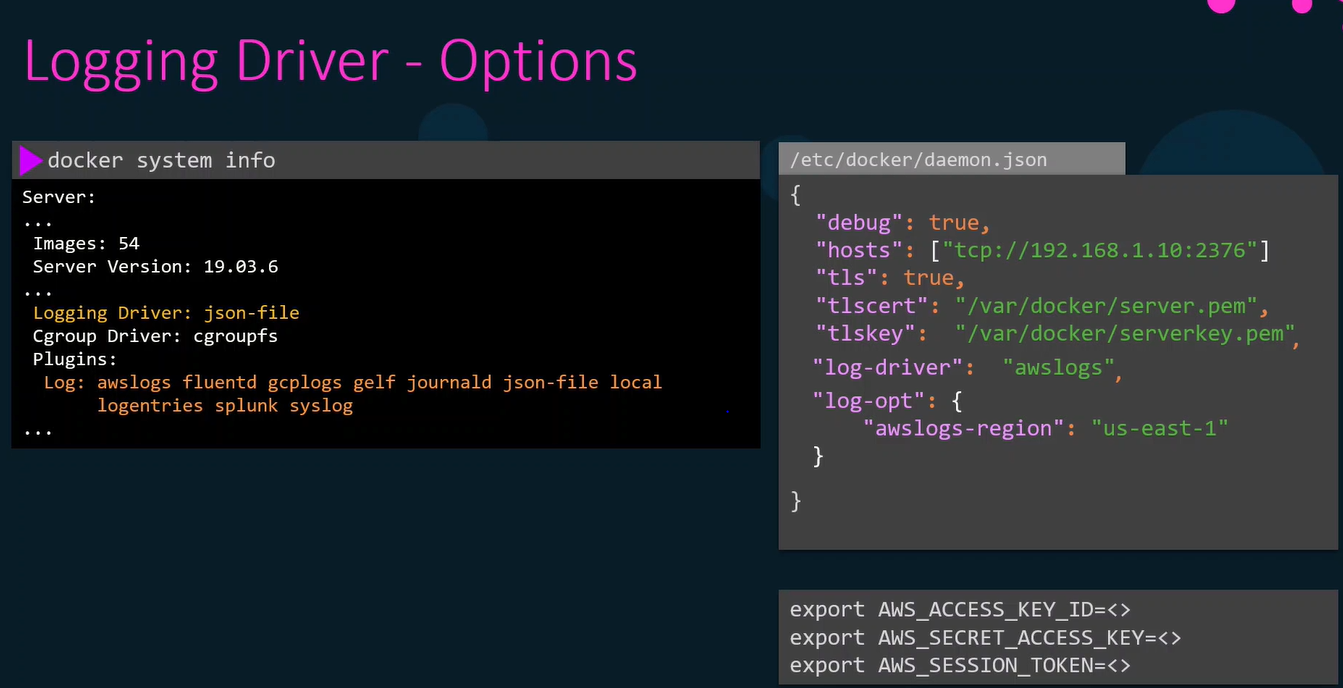 Logging Driver - Options
docker system info
Server:
...
Images: 54
Server Version: 19.03.6
...
Logging Driver: json-file
Cgroup Driver: cgroupfs
Plugins:
Log: awslogs fluentd gcplogs gelf journald json-file local
logentries splunk syslog
...
/etc/docker/daemon.json
{
"debug": true,
"hosts": ["tcp://192.168.1.10:2376"]
"tls": true,
"tlscert": "/var/docker/server.pem",
"tlskey": "/var/docker/serverkey.pem",
"log-driver": "awslogs",
"log-opt": {
"awslogs-region": "us-east-1"
}
}
export AWS_ACCESS_KEY_ID=<>
export AWS_SECRET_ACCESS_KEY=<>
export AWS_SESSION_TOKEN=<>